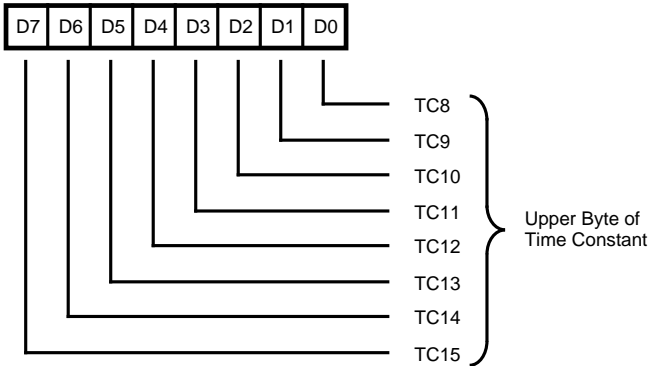 D7 D6 D5 D4 D3 D2 D1 D0
TC8
TC9
TC10
TC11
TC12
TC13
TC14
TC15
Upper Byte of
Time Constant